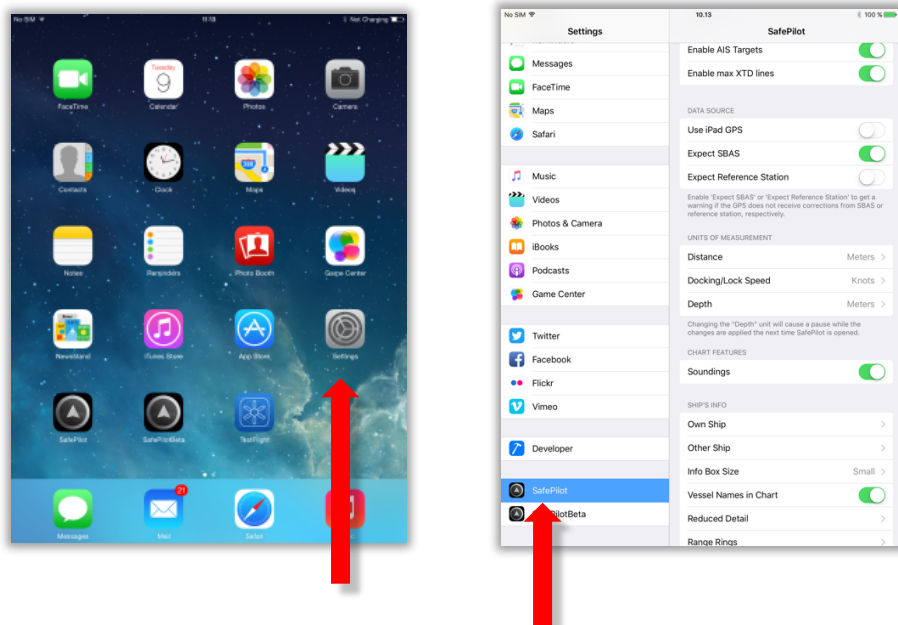 No SIM
11:18
Not Charging
FaceTime
Tuesday
9
Calendar
Photos
Camera
Contacts
Clock
280
Maps
Videos
Notes
Reminders
Photo Booth
Game Center
Newsstand
iTunes Store
App Store
Settings
SafePilot
SafePilotBeta
TestFlight
21
Messages
Mail
Safari
No SIM
10.13
100 %
Settings
SafePilot
Messages
FaceTime
Maps
Safari
Music
Videos
Photos & Camera
iBooks
Podcasts
Game Center
Twitter
Facebook
Flickr
Vimeo
Developer
SafePilot
PilotBeta
Enable AIS Targets
Enable max XTD lines
DATA SOURCE
Use iPad GPS
Expect SBAS
Expect Reference Station
Enable 'Expect SBAS' or 'Expect Reference Station' to get a
warning if the GPS does not receive corrections from SBAS or
reference station, respectively.
UNITS OF MEASUREMENT
Distance Meters
Docking/Lock Speed Knots
Depth Meters
Changing the "Depth" unit will cause a pause while the
changes are applied the next time SafePilot is opened.
CHART FEATURES
Soundings
SHIP'S INFO
Own Ship
Other Ship
Info Box Size Small
Vessel Names in Chart
Reduced Detail
Range Rings